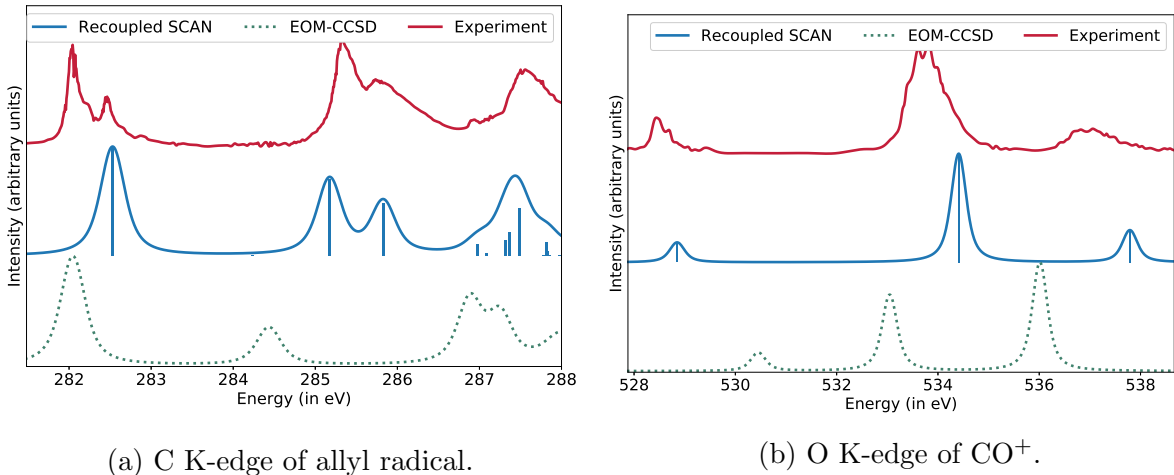 Recoupled SCAN EOM-CCSD Experiment
Intensity (arbitrary units)
282 283 284 285 286 287 288
Energy (in eV)
(a) C K-edge of allyl radical.
Recoupled SCAN EOM-CCSD Experiment
Intensity (arbitrary units)
528 530 532 534 536 538
Energy (in eV)
(b) O K-edge of CO⁺.